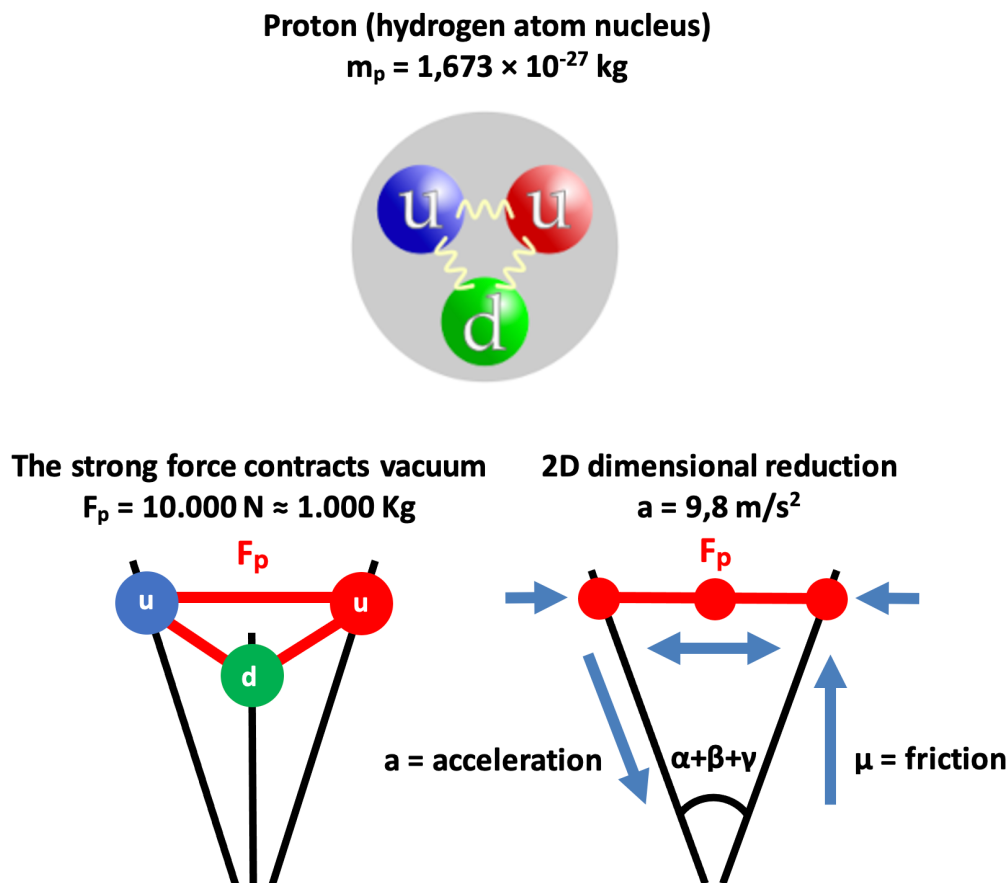 Proton (hydrogen atom nucleus)
mₚ = 1,673 × 10⁻²⁷ kg
u
u
d
The strong force contracts vacuum
Fₚ = 10.000 N ≈ 1.000 Kg
Fₚ
u
u
d
2D dimensional reduction
a = 9,8 m/s²
Fₚ
a = acceleration
α+β+γ
μ = friction